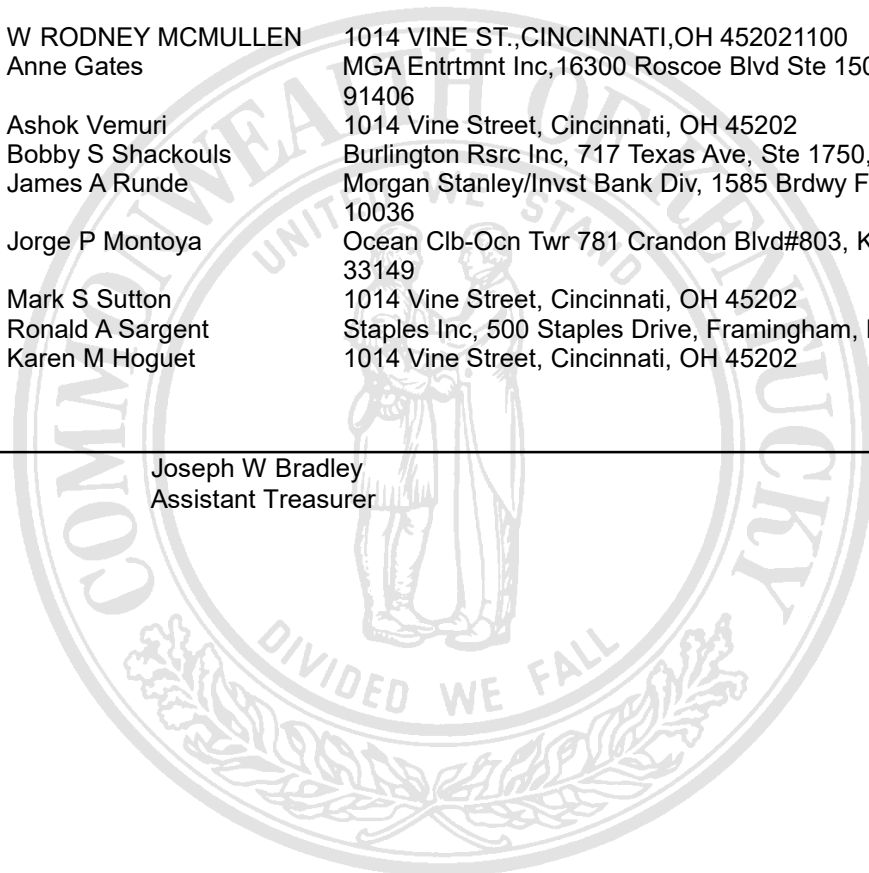 W RODNEY MCMULLEN 1014 VINE ST.,CINCINNATI,OH 452021100
Anne Gates MGA Entrtmnt Inc,16300 Roscoe Blvd Ste 150
91406
Ashok Vemuri 1014 Vine Street, Cincinnati, OH 45202
Bobby S Shackouls Burlington Rsrc Inc, 717 Texas Ave, Ste 1750,
James A Runde Morgan Stanley/Invst Bank Div, 1585 Brdwy F
10036
Jorge P Montoya Ocean Clb-Ocn Twr 781 Crandon Blvd#803, K
33149
Mark S Sutton 1014 Vine Street, Cincinnati, OH 45202
Ronald A Sargent Staples Inc, 500 Staples Drive, Framingham,
Karen M Hoguet 1014 Vine Street, Cincinnati, OH 45202
Joseph W Bradley
Assistant Treasurer
COMMONWEALTH OF KENTUCKY
UNITED WE STAND
DIVIDED WE FALL